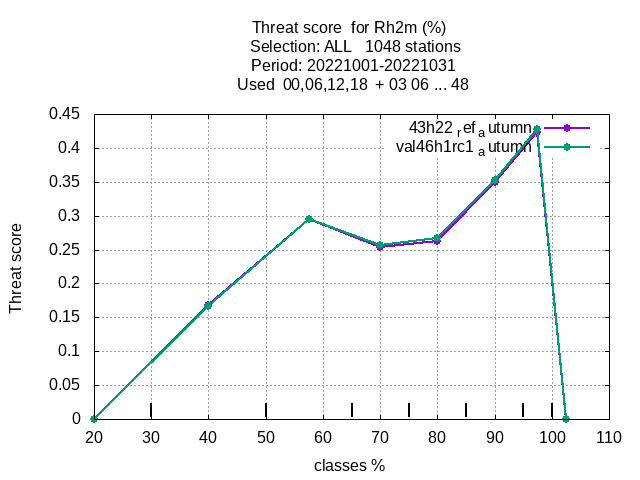 Threat score  for Rh2m (%)
Selection: ALL   1048 stations
Period: 20221001-20221031
Used  00,06,12,18  + 03 06 ... 48
0.45
0.4
0.35
0.3
0.25
0.2
0.15
0.1
0.05
0
Threat score
43h22 ref autumn
val46h1rc1 autumn
20 30 40 50 60 70 80 90 100 110
classes %